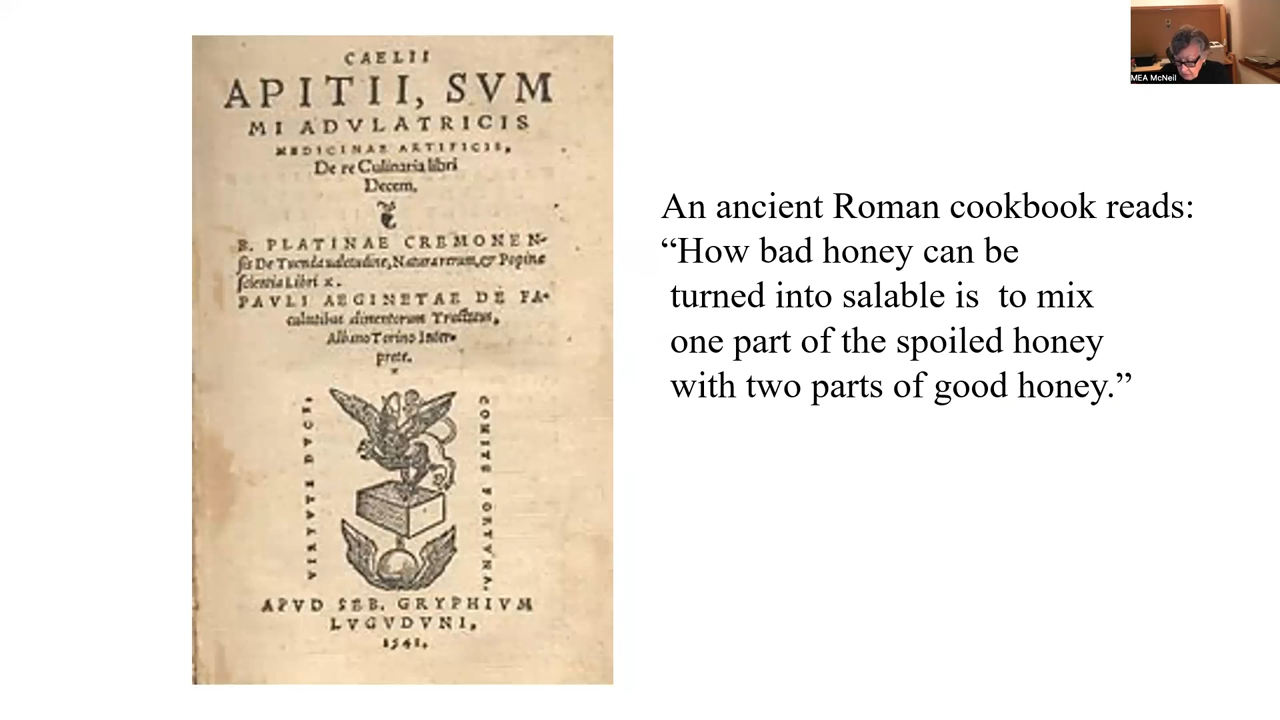 CAELII
APITII, SVM
MI ADVLATRICIS
MEDICINAE ARTIFICIS,
De re Culinaria libri
Decem.
B. PLATINAE CREMONEN-
sis De Tuenda ualetudine, Natura rerum, & Popinæ
scientia Libri x.
PAVLI AEGINETAE DE FA-
cultatibus alimentorum Tractatus,
Albano Torino Inter-
prete.
VIRTVTE DVCE,
COMITE FORTVNA.
APVD SEB. GRYPHIVM
LVGVDVNI,
1541.
An ancient Roman cookbook reads:
“How bad honey can be
turned into salable is to mix
one part of the spoiled honey
with two parts of good honey.”
MEA McNeil